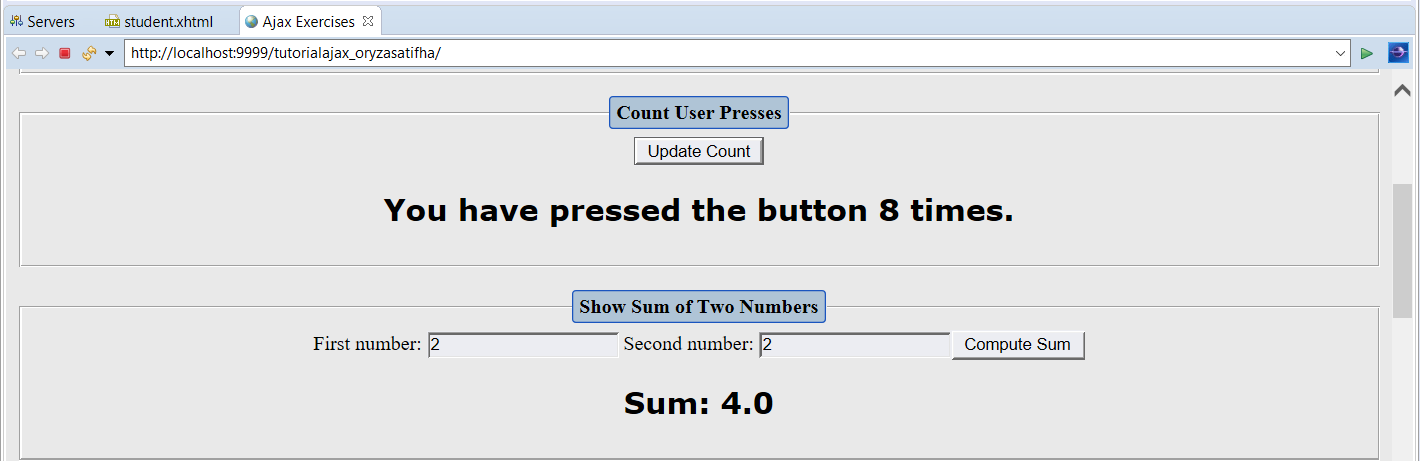 Servers student.xhtml Ajax Exercises
http://localhost:9999/tutorialajax_oryzasatifha/
Count User Presses
Update Count
You have pressed the button 8 times.
Show Sum of Two Numbers
First number: 2 Second number: 2 Compute Sum
Sum: 4.0